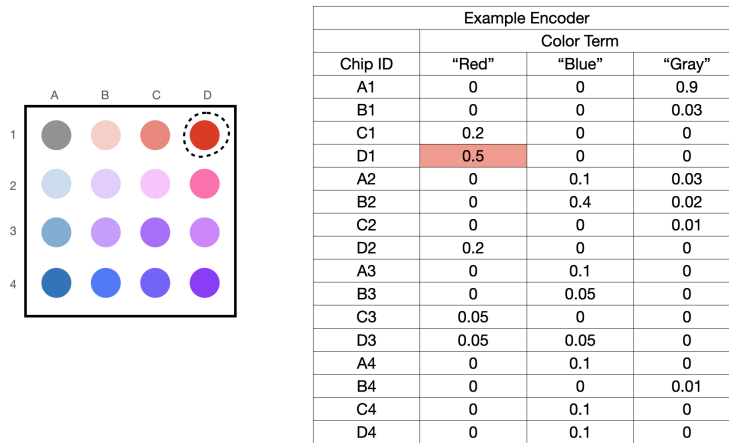 A B C D
1
2
3
4
Example Encoder
Color Term
Chip ID “Red” “Blue” “Gray”
A1 0 0 0.9
B1 0 0 0.03
C1 0.2 0 0
D1 0.5 0 0
A2 0 0.1 0.03
B2 0 0.4 0.02
C2 0 0 0.01
D2 0.2 0 0
A3 0 0.1 0
B3 0 0.05 0
C3 0.05 0 0
D3 0.05 0.05 0
A4 0 0.1 0
B4 0 0 0.01
C4 0 0.1 0
D4 0 0.1 0